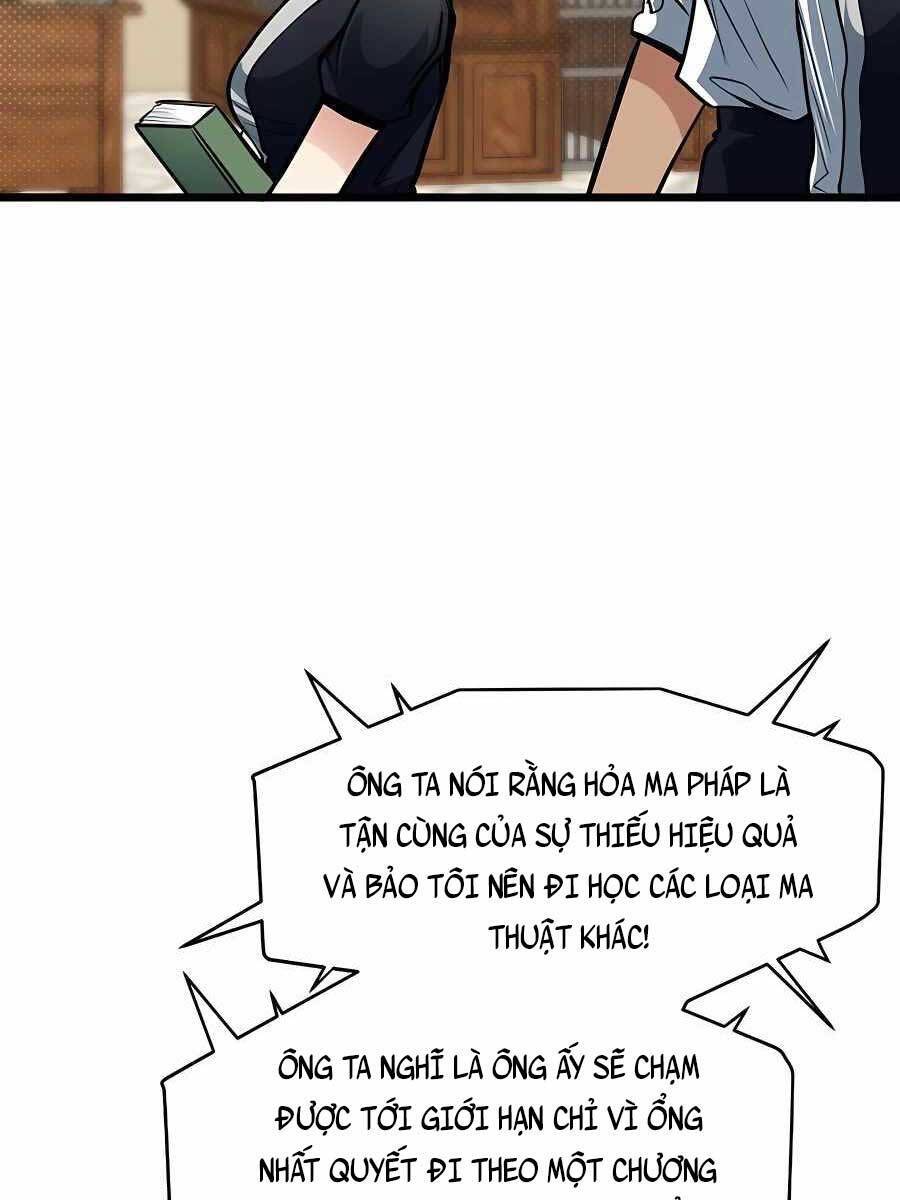 ÔNG TA NÓI RẰNG HỎA MA PHÁP LÀ
TẬN CÙNG CỦA SỰ THIẾU HIỆU QUẢ
VÀ BẢO TÔI NÊN ĐI HỌC CÁC LOẠI MA
THUẬT KHÁC!
ÔNG TA NGHĨ LÀ ÔNG ẤY SẼ CHẠM
ĐƯỢC TỚI GIỚI HẠN CHỈ VÌ ỔNG
NHẤT QUYẾT ĐI THEO MỘT CHƯƠNG